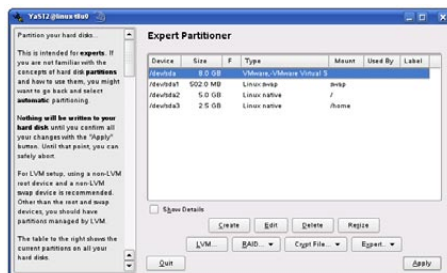 YaST2@linux-tlu0
Partition your hard disks...
This is intended for experts. If
you are not familiar with the
concepts of hard disk partitions
and how to use them, you might
want to go back and select
automatic partitioning.
Nothing will be written to your
hard disk until you confirm all
your changes with the "Apply"
button. Until that point, you can
safely abort.
For LVM setup, using a non-LVM
root device and a non-LVM
swap device is recommended.
Other than the root and swap
devices, you should have
partitions managed by LVM.
The table to the right shows the
current partitions on all your
hard disks.
Expert Partitioner
Device Size F Type Mount Used By Label
/dev/sda 8.0 GB VMware,-VMware Virtual S
/dev/sda1 502.0 MB Linux swap swap
/dev/sda2 5.0 GB Linux native /
/dev/sda3 2.5 GB Linux native /home
Show Details
Create Edit Delete Resize
LVM... RAID... Crypt File... Expert...
Quit Apply